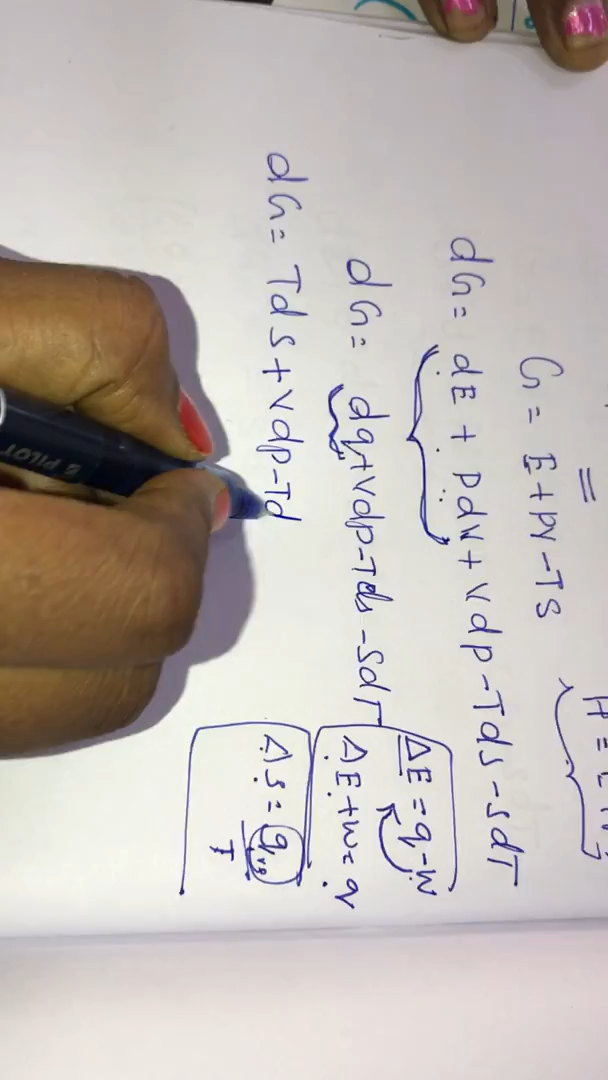 H = E + PV
G = E+PV-TS
dG = dE + Pdv + Vdp - Tds - SdT
dG = dq+Vdp-Tds - SdT
dG = Tds+Vdp-Td
ΔE = q-w
ΔE+w= q
ΔS = qrev
T
PILOT